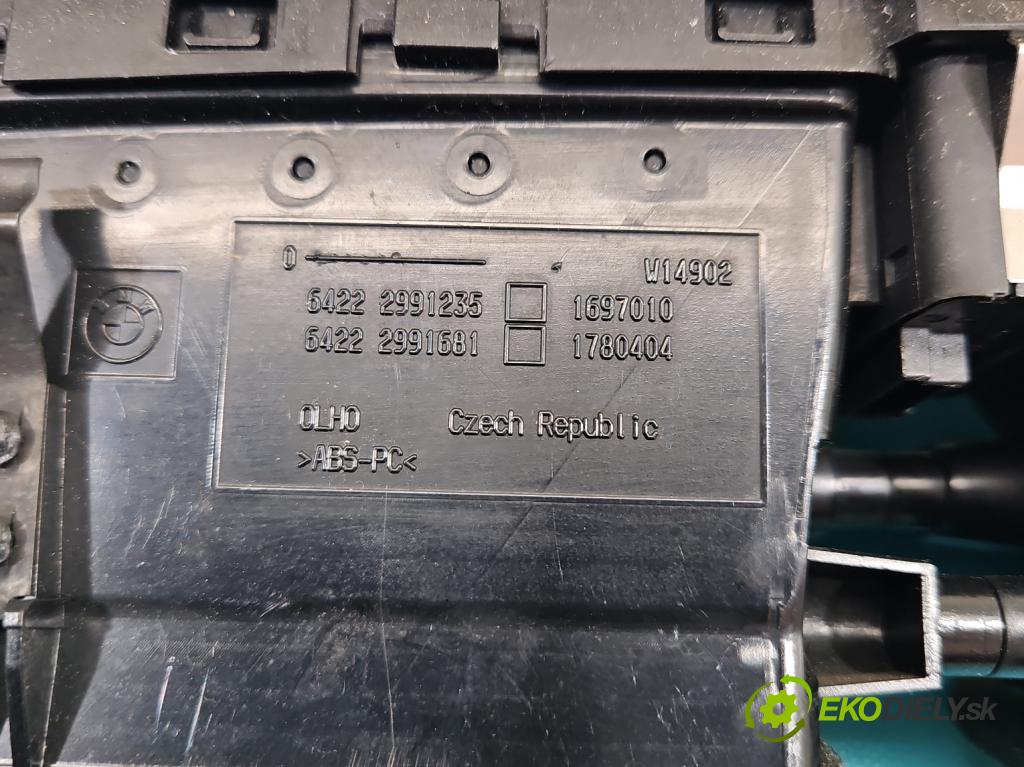 W14902
6422 2991235 1697010
6422 2991681 1780404
OLHO Czech Republic
>ABS-PC<
EKODIELY.sk